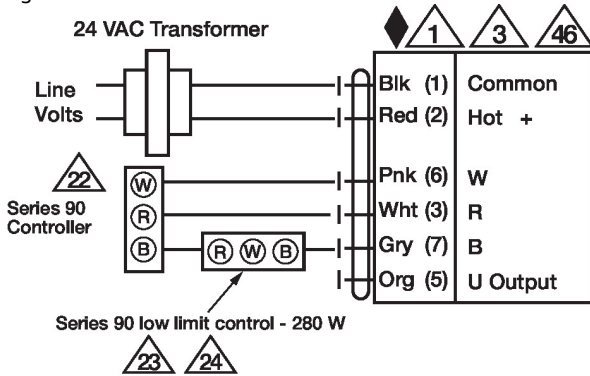 24 VAC Transformer
1 3 46
Line
Volts
Blk (1) Common
Red (2) Hot +
22
Series 90
Controller
W
R
B
R W B
Pnk (6) W
Wht (3) R
Gry (7) B
Org (5) U Output
Series 90 low limit control - 280 W
23 24